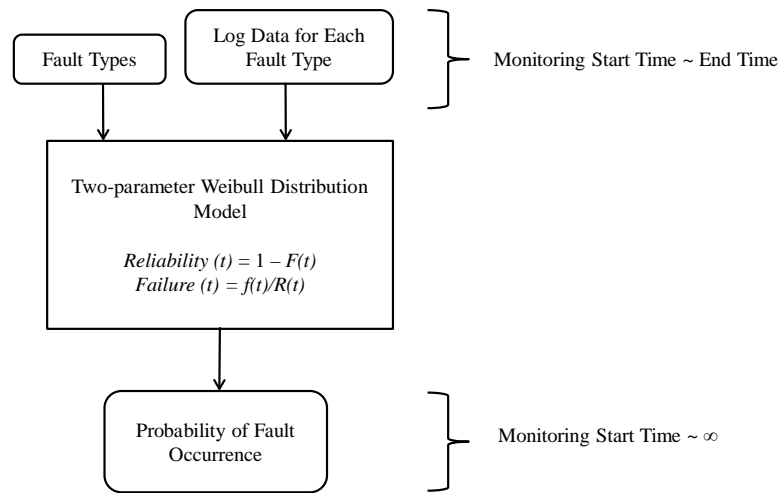 Fault Types
Log Data for Each
Fault Type
Monitoring Start Time ~ End Time
Two-parameter Weibull Distribution
Model
Reliability (t) = 1 – F(t)
Failure (t) = f(t)/R(t)
Probability of Fault
Occurrence
Monitoring Start Time ~ ∞